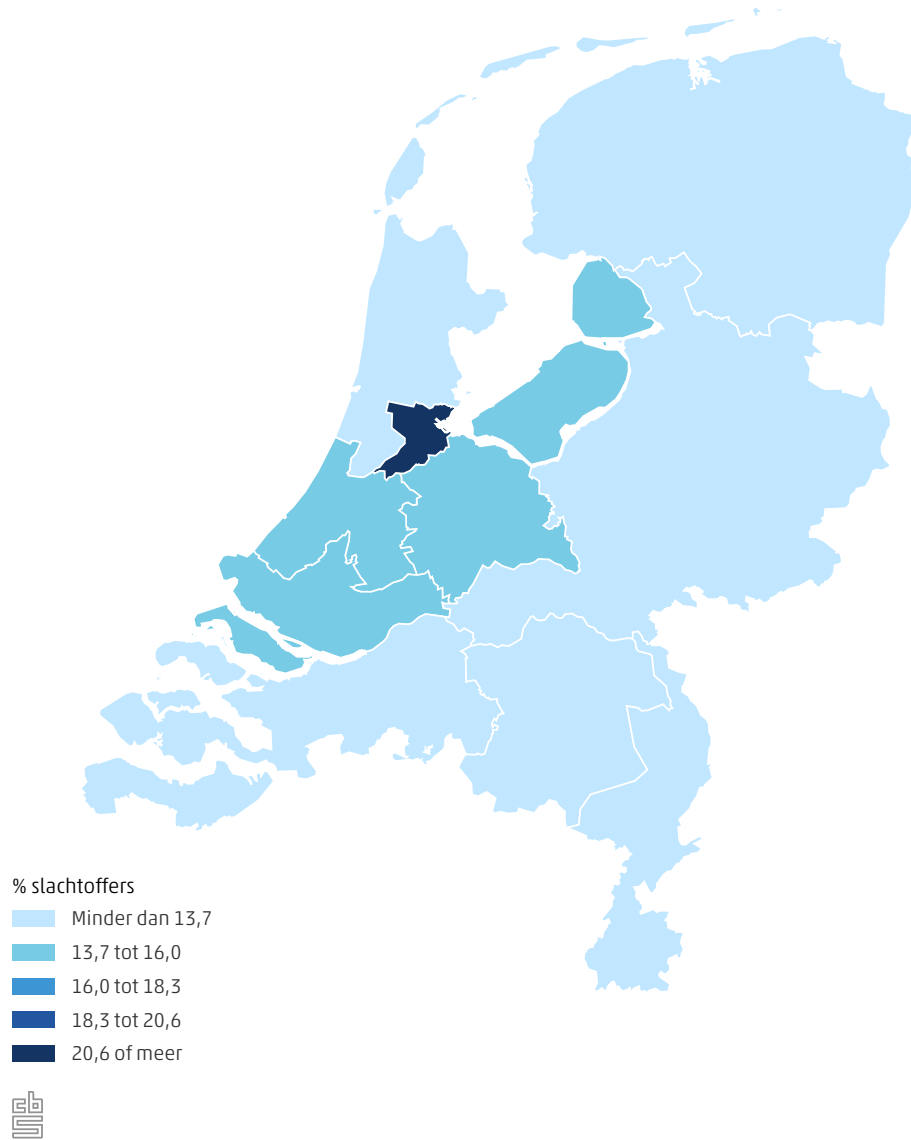 % slachtoffers
Minder dan 13,7
13,7 tot 16,0
16,0 tot 18,3
18,3 tot 20,6
20,6 of meer
cbs